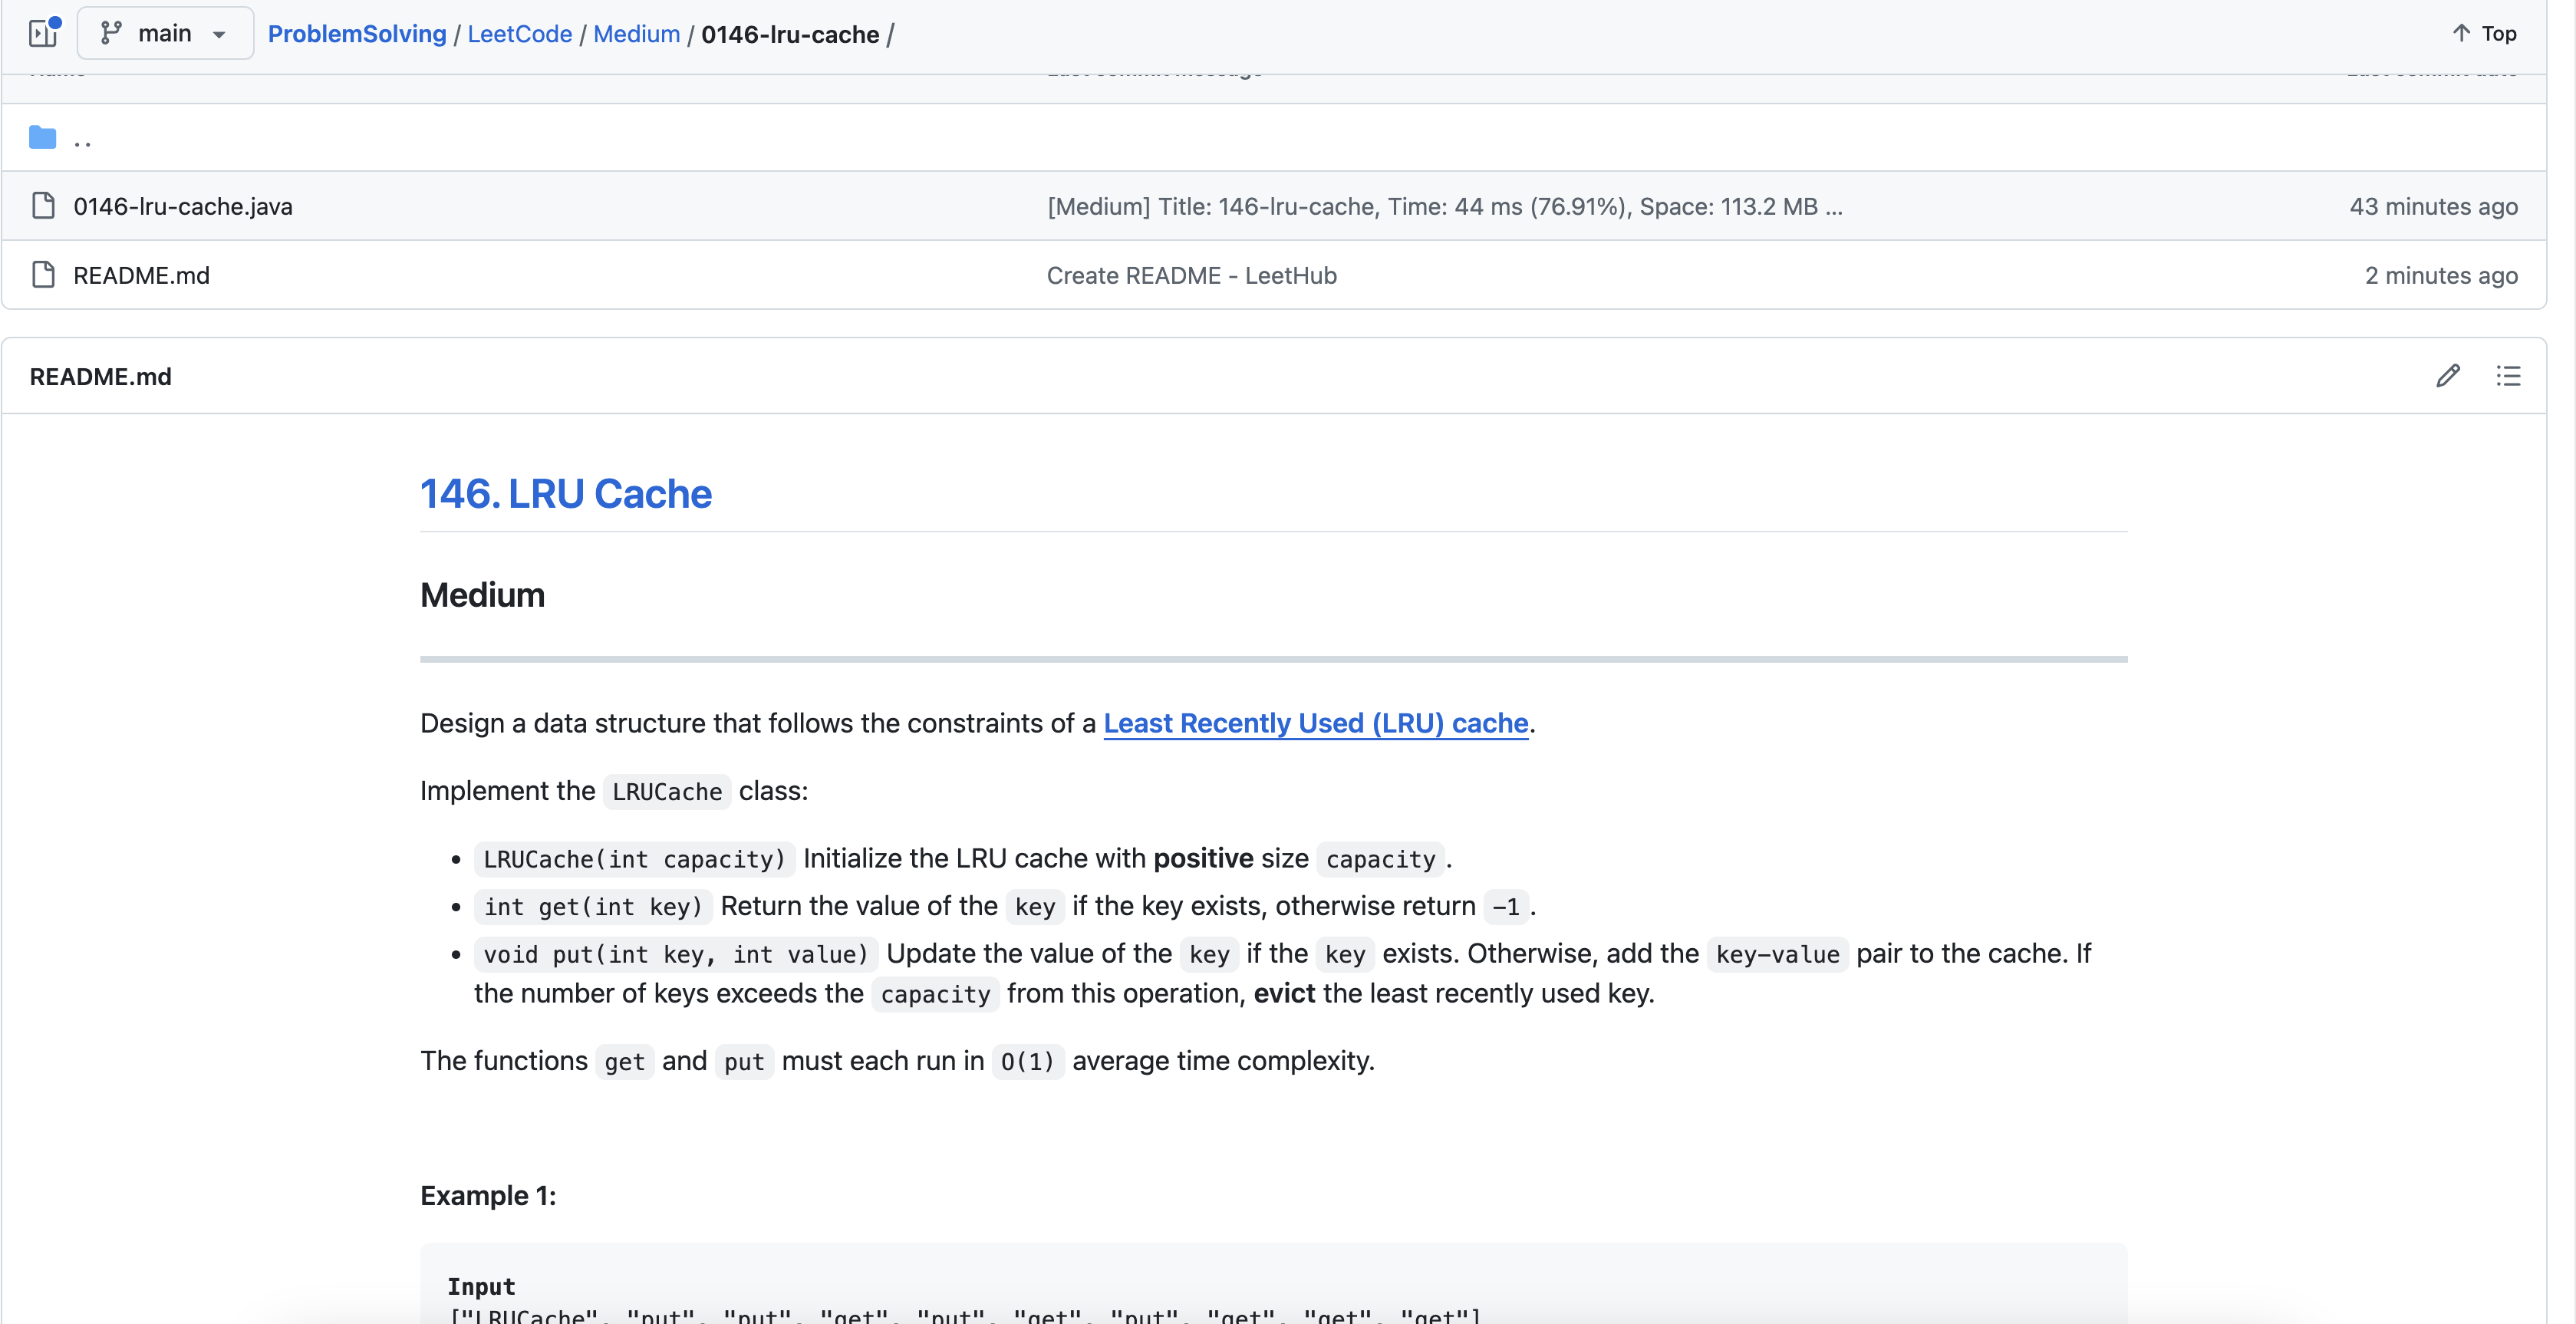 main
ProblemSolving / LeetCode / Medium / 0146-lru-cache /
Top
..
0146-lru-cache.java [Medium] Title: 146-lru-cache, Time: 44 ms (76.91%), Space: 113.2 MB ... 43 minutes ago
README.md Create README - LeetHub 2 minutes ago
README.md
146. LRU Cache
Medium
Design a data structure that follows the constraints of a Least Recently Used (LRU) cache.
Implement the LRUCache class:
• LRUCache(int capacity) Initialize the LRU cache with positive size capacity.
• int get(int key) Return the value of the key if the key exists, otherwise return -1.
• void put(int key, int value) Update the value of the key if the key exists. Otherwise, add the key-value pair to the cache. If
the number of keys exceeds the capacity from this operation, evict the least recently used key.
The functions get and put must each run in O(1) average time complexity.
Example 1:
Input
["LRUCache", "put", "put", "get", "put", "get", "put", "get", "get", "get"]